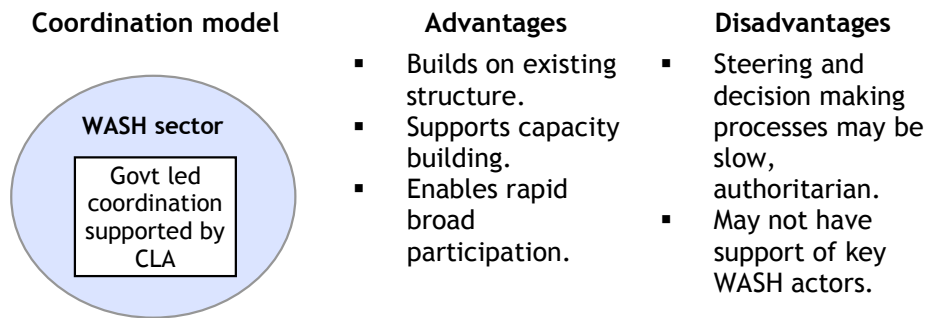 Coordination model
WASH sector
Govt led
coordination
supported by
CLA
Advantages
▪ Builds on existing
structure.
▪ Supports capacity
building.
▪ Enables rapid
broad
participation.
Disadvantages
▪ Steering and
decision making
processes may be
slow,
authoritarian.
▪ May not have
support of key
WASH actors.